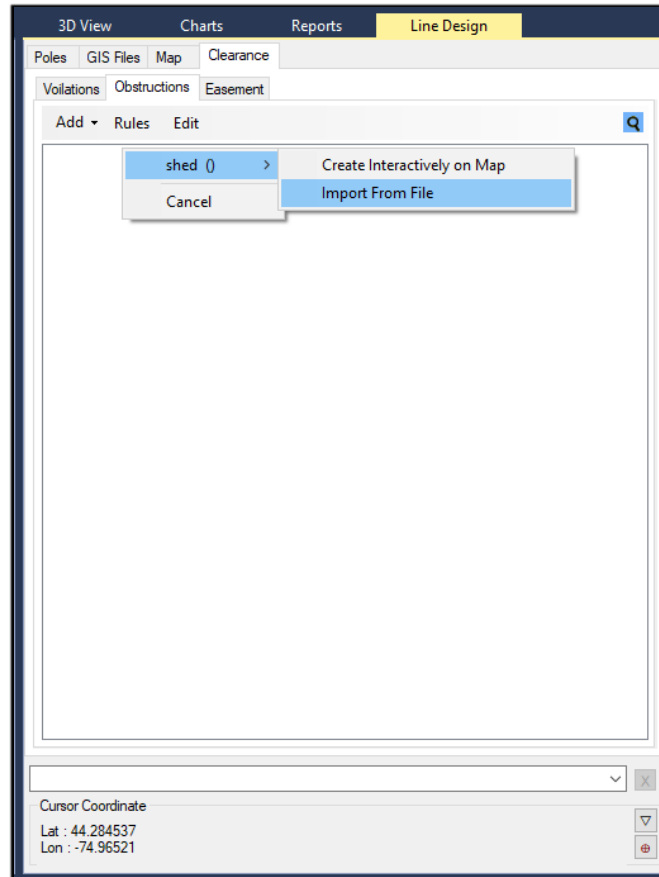 3D View Charts Reports Line Design
Poles GIS Files Map Clearance
Voilations Obstructions Easement
Add Rules Edit
shed () Create Interactively on Map
Import From File
Cancel
X
Cursor Coordinate
Lat : 44.284537
Lon : -74.96521